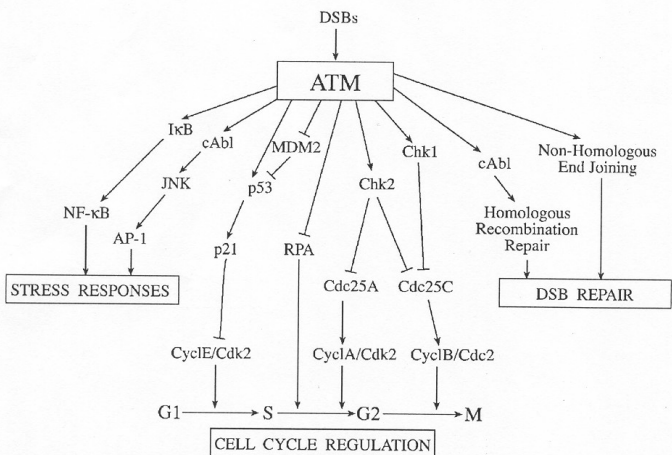 DSBs
ATM
IκB
cAbl
MDM2
Chk1
cAbl
Non-Homologous
End Joining
JNK
p53
Chk2
NF-κB
AP-1
p21
RPA
Homologous
Recombination
Repair
STRESS RESPONSES
Cdc25A
Cdc25C
DSB REPAIR
CyclE/Cdk2
CyclA/Cdk2
CyclB/Cdc2
G1
S
G2
M
CELL CYCLE REGULATION